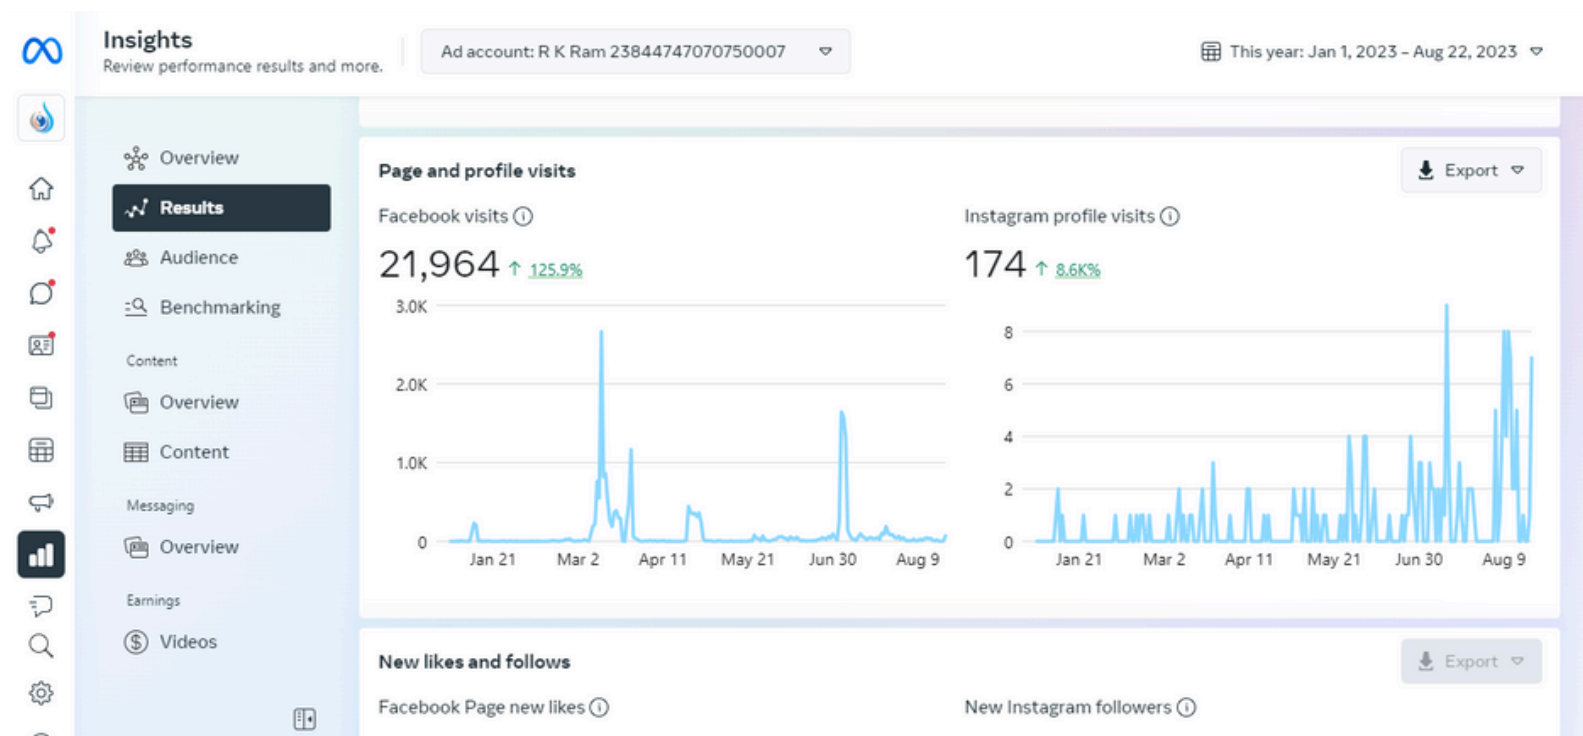 Insights
Review performance results and more.
Ad account: R K Ram 23844747070750007
This year: Jan 1, 2023 – Aug 22, 2023
Overview
Results
Audience
Benchmarking
Content
Overview
Content
Messaging
Overview
Earnings
Videos
Page and profile visits
Export
Facebook visits
21,964 ↑ 125.9%
3.0K
2.0K
1.0K
0
Jan 21 Mar 2 Apr 11 May 21 Jun 30 Aug 9
Instagram profile visits
174 ↑ 8.6K%
8
6
4
2
0
Jan 21 Mar 2 Apr 11 May 21 Jun 30 Aug 9
New likes and follows
Export
Facebook Page new likes
New Instagram followers